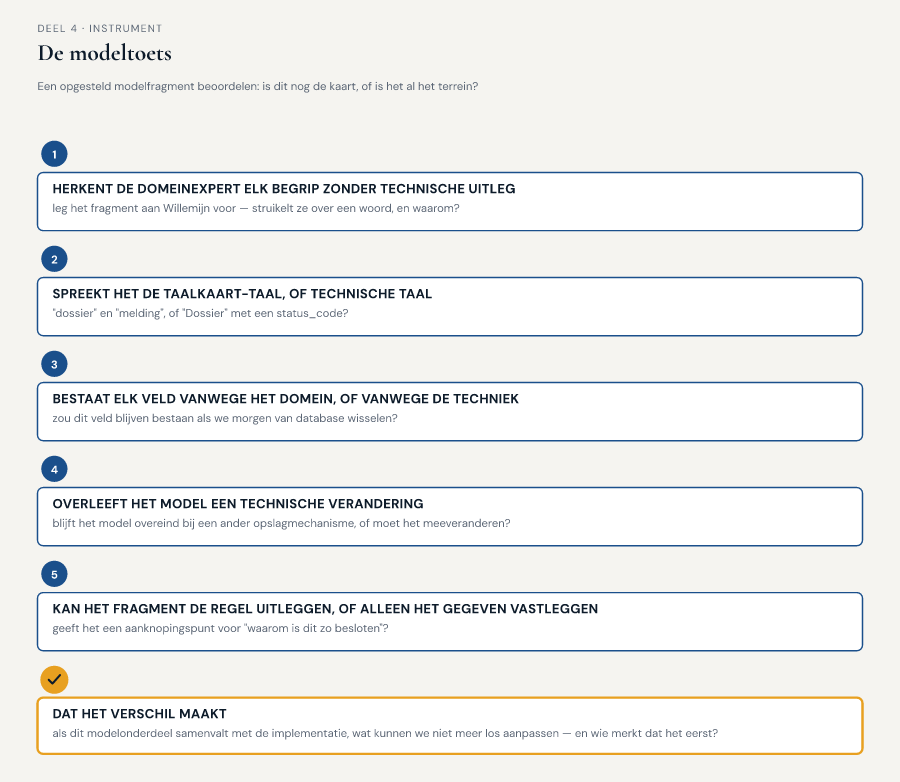 DEEL 4 · INSTRUMENT
De modeltoets
Een opgesteld modelfragment beoordelen: is dit nog de kaart, of is het al het terrein?
1
HERKENT DE DOMEINEXPERT ELK BEGRIP ZONDER TECHNISCHE UITLEG
leg het fragment aan Willemijn voor — struikelt ze over een woord, en waarom?
2
SPREEKT HET DE TAALKAART-TAAL, OF TECHNISCHE TAAL
"dossier" en "melding", of "Dossier" met een status_code?
3
BESTAAT ELK VELD VANWEGE HET DOMEIN, OF VANWEGE DE TECHNIEK
zou dit veld blijven bestaan als we morgen van database wisselen?
4
OVERLEEFT HET MODEL EEN TECHNISCHE VERANDERING
blijft het model overeind bij een ander opslagmechanisme, of moet het meeveranderen?
5
KAN HET FRAGMENT DE REGEL UITLEGGEN, OF ALLEEN HET GEGEVEN VASTLEGGEN
geeft het een aanknopingspunt voor "waarom is dit zo besloten"?
DAT HET VERSCHIL MAAKT
als dit modelonderdeel samenvalt met de implementatie, wat kunnen we niet meer los aanpassen — en wie merkt dat het eerst?